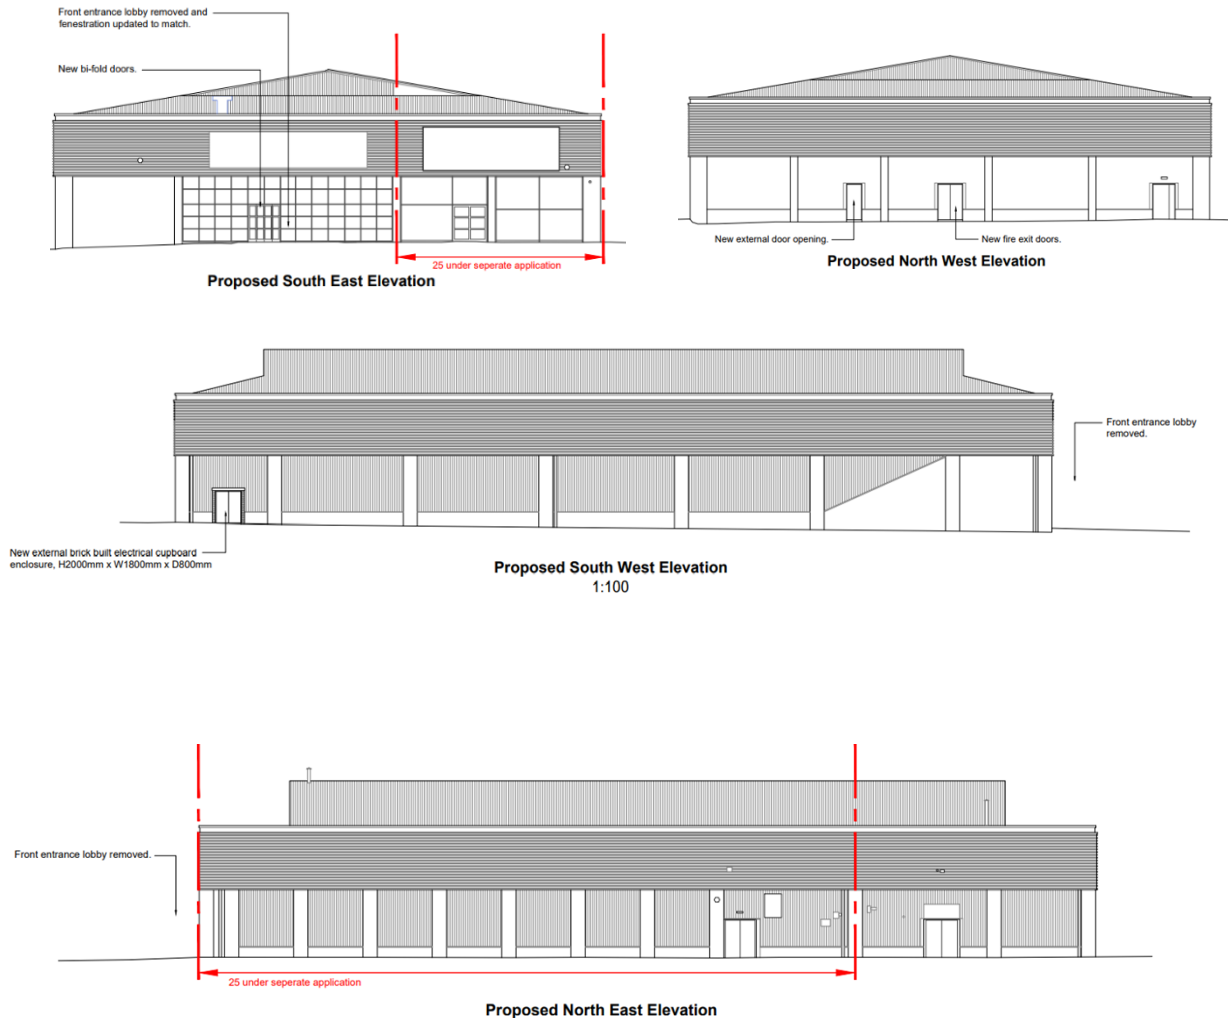 Front entrance lobby removed and
fenestration updated to match.
New bi-fold doors.
25 under seperate application
Proposed South East Elevation
New external door opening.
New fire exit doors.
Proposed North West Elevation
Front entrance lobby
removed.
New external brick built electrical cupboard
enclosure, H2000mm x W1800mm x D800mm
Proposed South West Elevation
1:100
Front entrance lobby removed.
25 under seperate application
Proposed North East Elevation